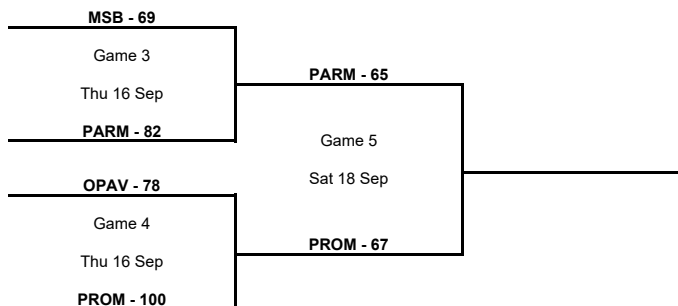 MSB - 69
Game 3
Thu 16 Sep
PARM - 82
PARM - 65
Game 5
Sat 18 Sep
PROM - 67
OPAV - 78
Game 4
Thu 16 Sep
PROM - 100